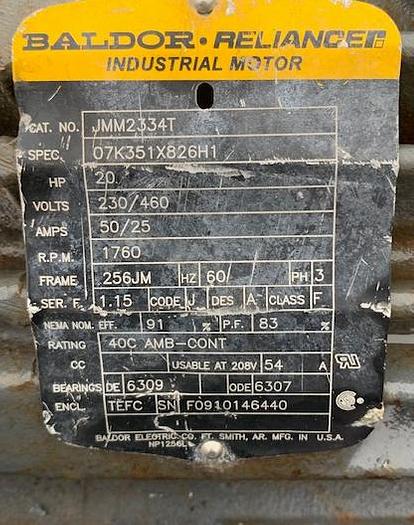 BALDOR • RELIANCE
INDUSTRIAL MOTOR
CAT. NO. JMM2334T
SPEC. 07K351X826H1
HP 20
VOLTS 230/460
AMPS 50/25
R.P.M. 1760
FRAME 256JM HZ 60 PH 3
SER. F. 1.15 CODE J DES A CLASS F
NEMA NOM. EFF. 91 % P.F. 83 %
RATING 40C AMB-CONT
CC USABLE AT 208V 54 A
BEARINGS DE 6309 ODE 6307
ENCL. TEFC SN F0910146440
BALDOR ELECTRIC CO. FT. SMITH, AR. MFG. IN U.S.A.
NP1256L